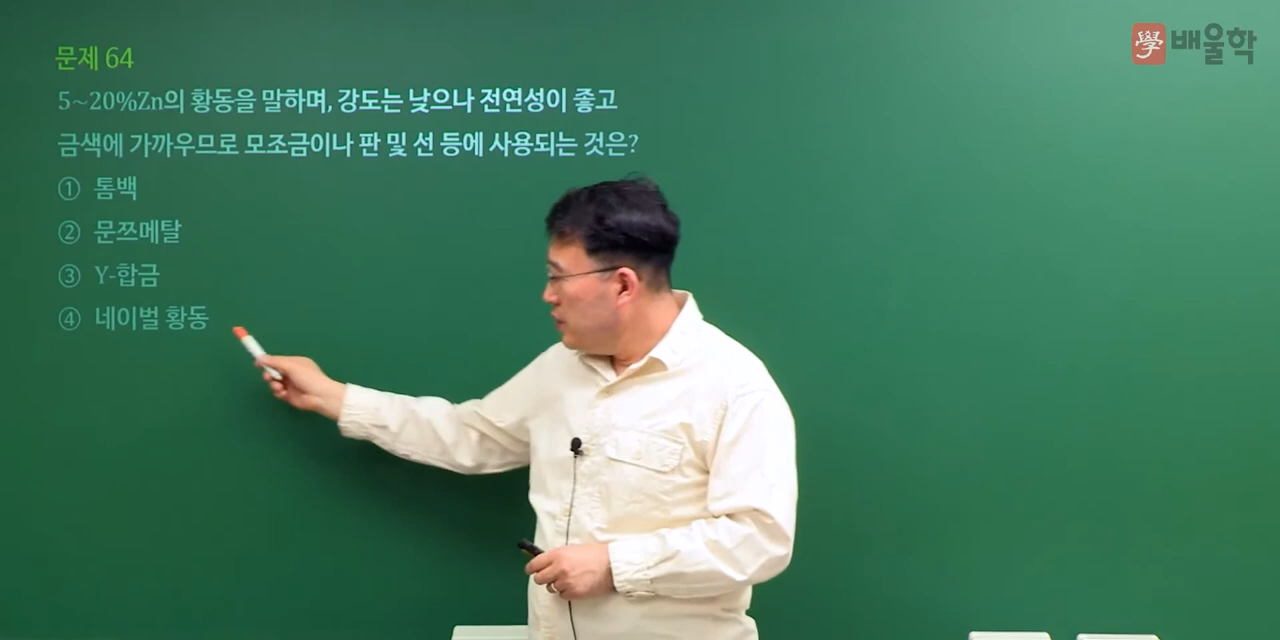 문제 64
5~20%Zn의 황동을 말하며, 강도는 낮으나 전연성이 좋고
금색에 가까우므로 모조금이나 판 및 선 등에 사용되는 것은?
① 톰백
② 문쯔메탈
③ Y-합금
④ 네이벌 황동
學 배울학